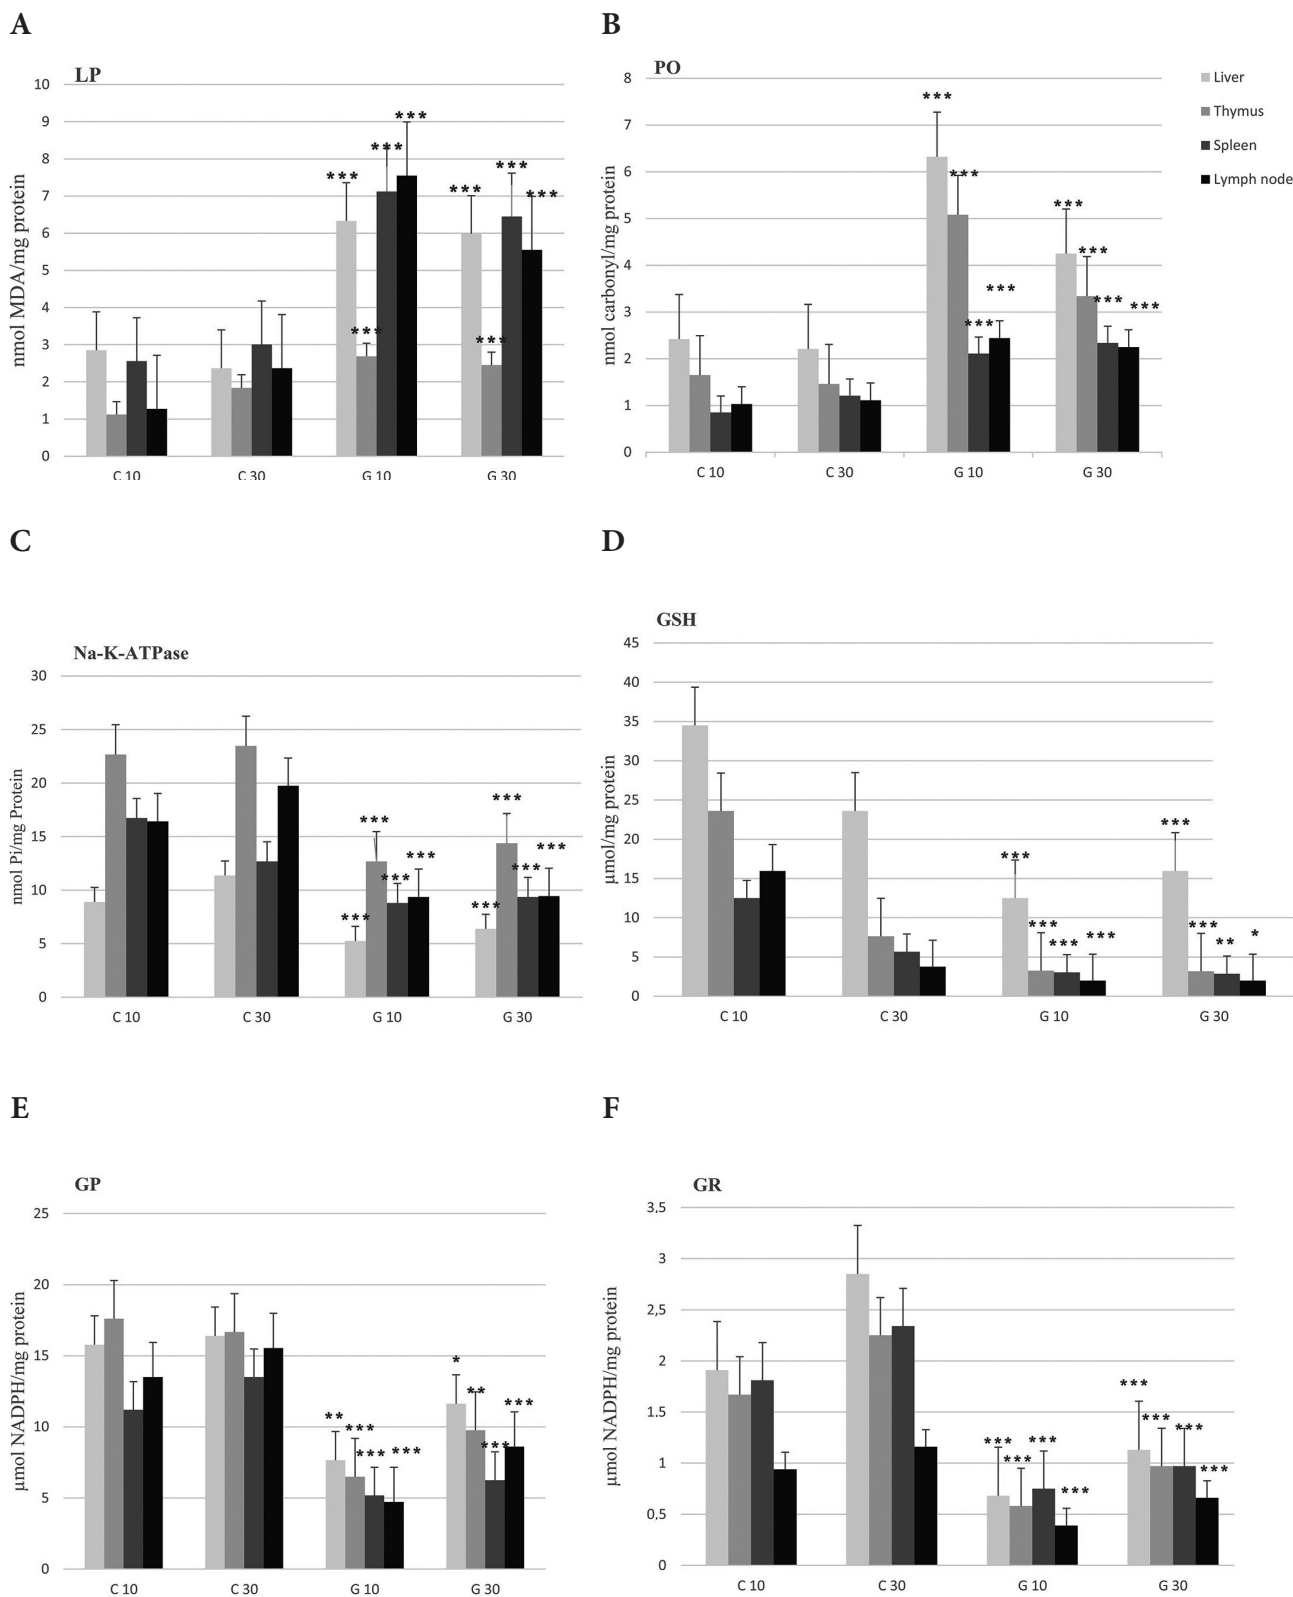 A
B
LP
PO
Liver
Thymus
Spleen
Lymph node
nmol MDA/mg protein
10
9
8
7
6
5
4
3
2
1
0
***
***
***
***
***
***
***
***
C 10
C 30
G 10
G 30
nmol carbonyl/mg protein
8
7
6
5
4
3
2
1
0
***
***
***
***
***
***
***
***
C 10
C 30
G 10
G 30
C
D
Na-K-ATPase
GSH
nmol Pi/mg Protein
30
25
20
15
10
5
0
***
***
***
***
***
***
***
***
C 10
C 30
G 10
G 30
µmol/mg protein
45
40
35
30
25
20
15
10
5
0
***
***
***
***
***
***
**
*
C 10
C 30
G 10
G 30
E
F
GP
GR
µmol NADPH/mg protein
25
20
15
10
5
0
**
***
***
***
*
**
***
***
C 10
C 30
G 10
G 30
µmol NADPH/mg protein
3,5
3
2,5
2
1,5
1
0,5
0
***
***
***
***
***
***
***
***
C 10
C 30
G 10
G 30